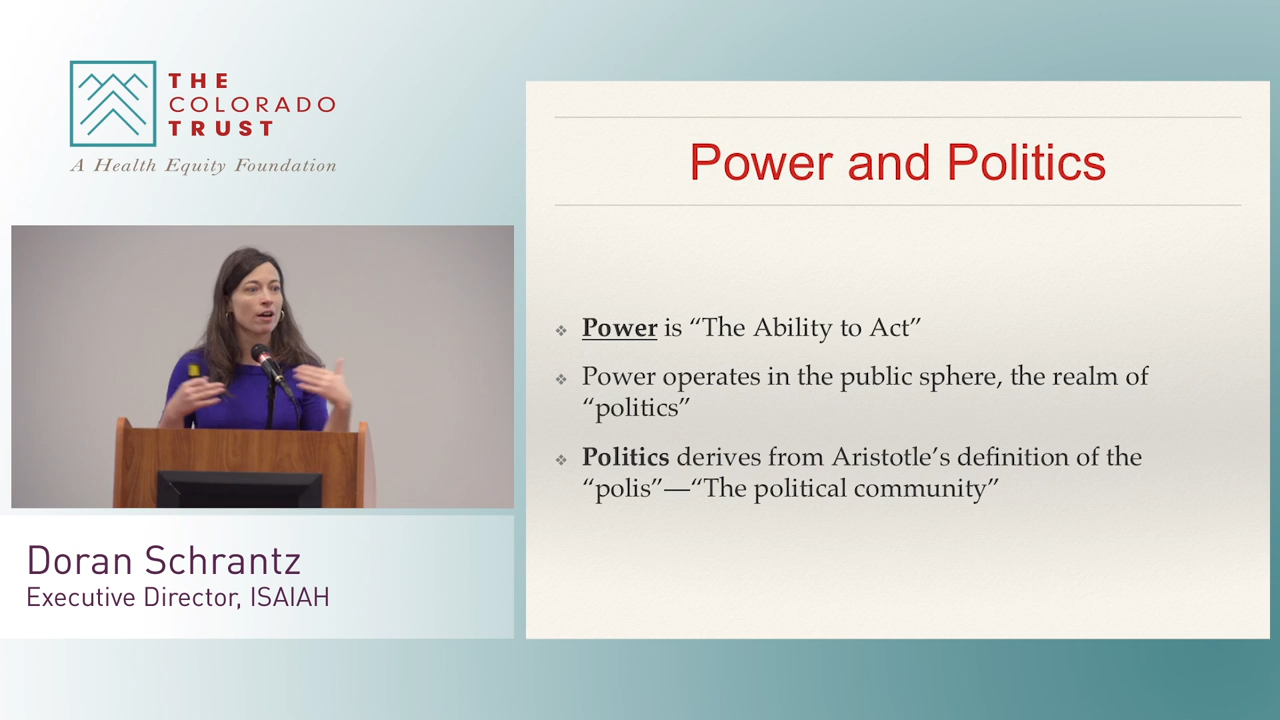 THE
COLORADO
TRUST
A Health Equity Foundation
Doran Schrantz
Executive Director, ISAIAH
Power and Politics
❖ Power is “The Ability to Act”
❖ Power operates in the public sphere, the realm of
“politics”
❖ Politics derives from Aristotle’s definition of the
“polis”—“The political community”